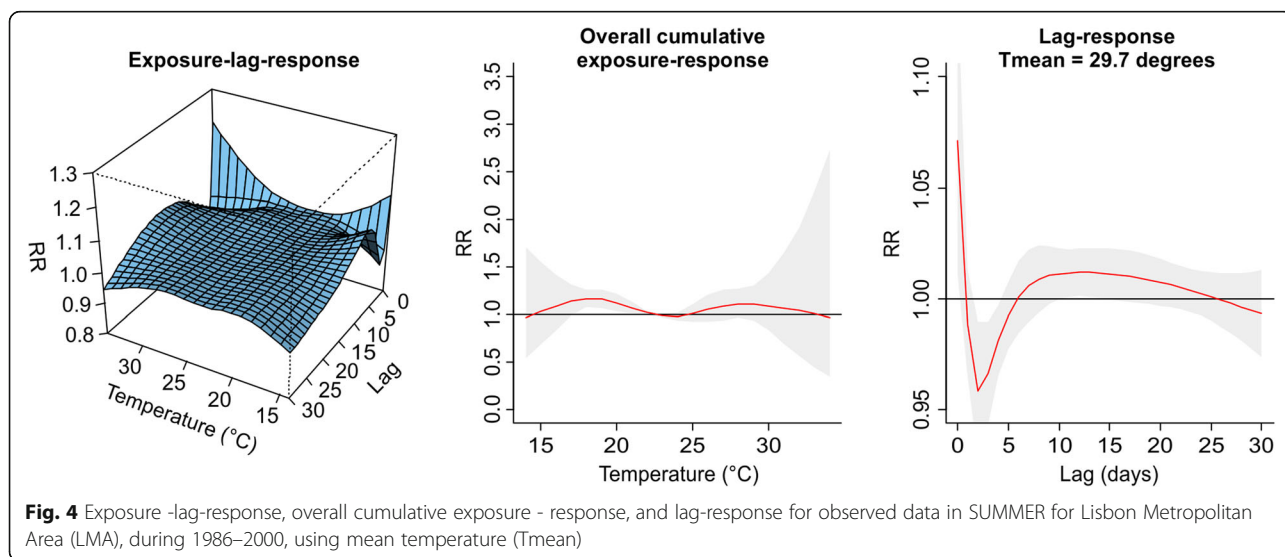 Exposure-lag-response
RR
1.3
1.2
1.1
1.0
0.9
0.8
30
25
20
15
Temperature (°C)
0
5
10
15
20
25
30
Lag
Overall cumulative
exposure-response
RR
3.5
3.0
2.5
2.0
1.5
1.0
0.5
0.0
15 20 25 30
Temperature (°C)
Lag-response
Tmean = 29.7 degrees
RR
1.10
1.05
1.00
0.95
0 5 10 15 20 25 30
Lag (days)
Fig. 4 Exposure -lag-response, overall cumulative exposure - response, and lag-response for observed data in SUMMER for Lisbon Metropolitan
Area (LMA), during 1986–2000, using mean temperature (Tmean)